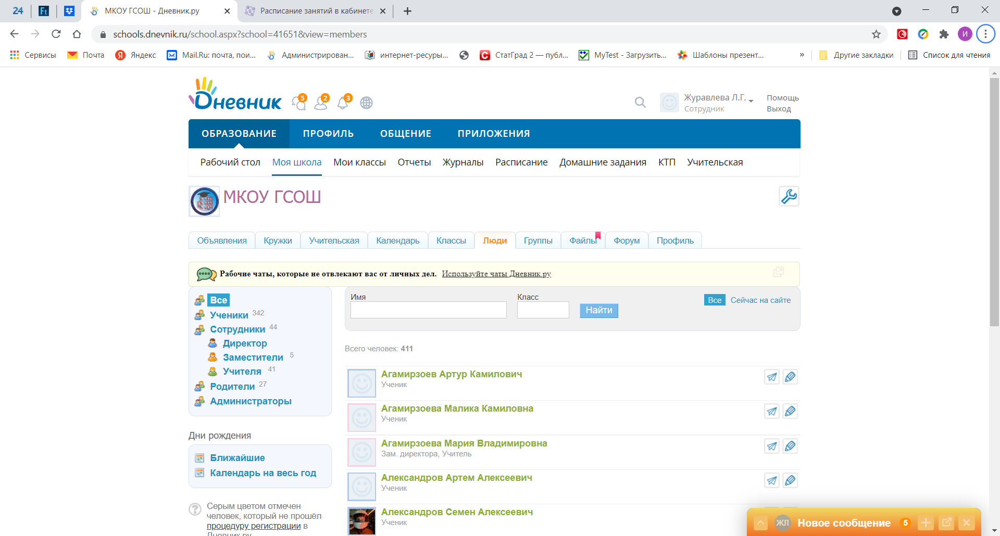 24
МКОУ ГСОШ - Дневник.ру
Расписание занятий в кабинете
И
schools.dnevnik.ru/school.aspx?school=41651&view=members
Сервисы
Почта
Яндекс
Mail.Ru: почта, пои...
Администрирован...
интернет-ресуры...
СтатГрад 2 — публ...
MyTest - Загрузить...
Шаблоны презент...
»
Другие закладки
Список для чтения
Дневник
5
2
3
Журавлева Л.Г.
Сотрудник
Помощь
Выход
ОБРАЗОВАНИЕ
ПРОФИЛЬ
ОБЩЕНИЕ
ПРИЛОЖЕНИЯ
Рабочий стол
Моя школа
Мои классы
Отчеты
Журналы
Расписание
Домашние задания
КТП
Учительская
МКОУ ГСОШ
Объявления
Кружки
Учительская
Календарь
Классы
Люди
Группы
Файлы
Форум
Профиль
Рабочие чаты, которые не отвлекают вас от личных дел. Используйте чаты Дневник.ру
Все
Ученики 342
Сотрудники 44
Директор
Заместители 5
Учителя 41
Родители 27
Администраторы
Дни рождения
Ближайшие
Календарь на весь год
Серым цветом отмечен
человек, который не прошёл
процедуру регистрации в
Дневник.ру
Имя
Класс
Найти
Все
Сейчас на сайте
Всего человек: 411
Агамирзоев Артур Камилович
Ученик
Агамирзоева Малика Камиловна
Ученик
Агамирзоева Мария Владимировна
Зам. директора, Учитель
Александров Артем Алексеевич
Ученик
Александров Семен Алексеевич
Ученик
ЖЛ
Новое сообщение
5